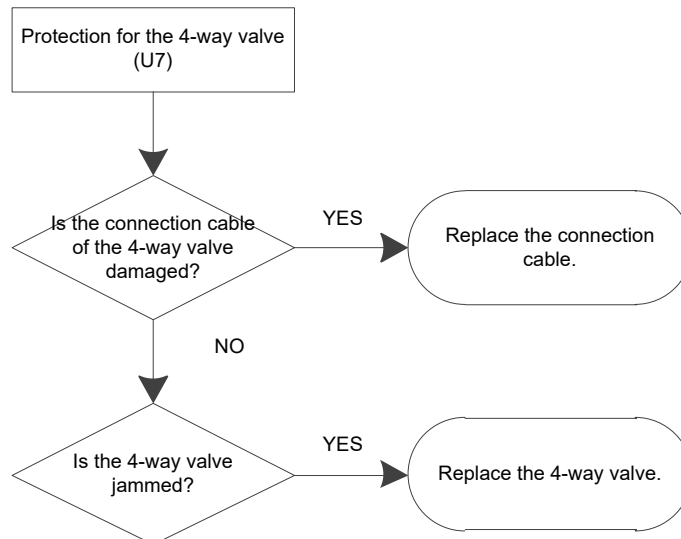 Protection for the 4-way valve
(U7)
Is the connection cable
of the 4-way valve
damaged?
YES
Replace the connection
cable.
NO
Is the 4-way valve
jammed?
YES
Replace the 4-way valve.